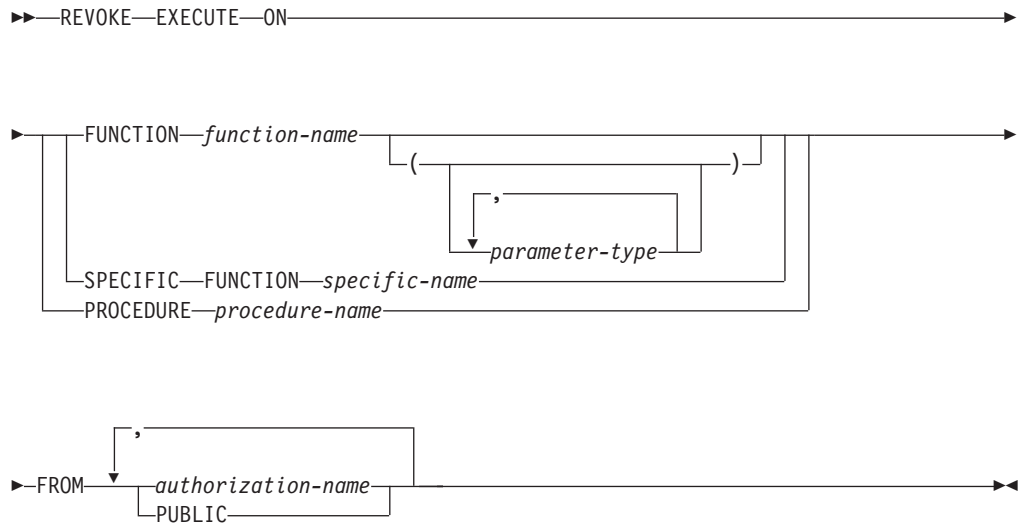 REVOKE EXECUTE ON
FUNCTION function-name
( )
,
parameter-type
SPECIFIC FUNCTION specific-name
PROCEDURE procedure-name
,
FROM authorization-name
PUBLIC